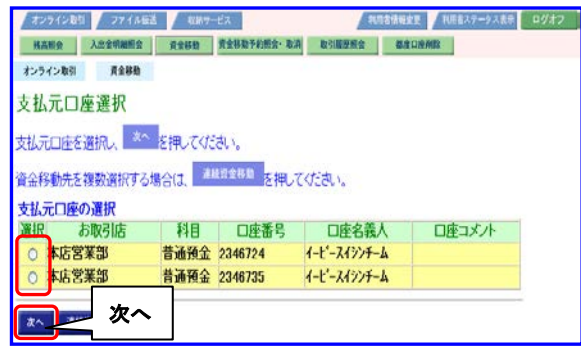 オンライン取引 ファイル伝送 収納サービス 利用者情報変更 利用者ステータス表示 ログオフ
残高照会 入出金明細照会 資金移動 資金移動予約照会・取消 取引履歴照会 都度口座削除
オンライン取引 資金移動
支払元口座選択
支払元口座を選択し、 次へ を押してください。
資金移動先を複数選択する場合は、 連続資金移動 を押してください。
支払元口座の選択
選択 お取引店 科目 口座番号 口座名義人 口座コメント
本店営業部 普通預金 2346724 イービースイシンチーム
本店営業部 普通預金 2346735 イービースイシンチーム
次へ
次へ